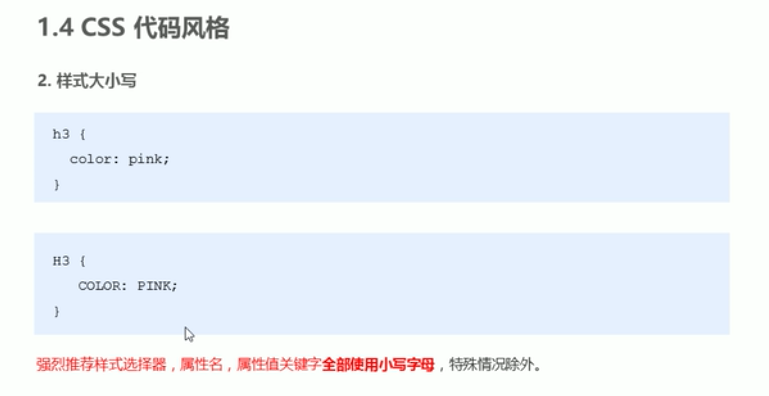 1.4 CSS 代码风格
2. 样式大小写
h3 {
color: pink;
}
H3 {
COLOR: PINK;
}
强烈推荐样式选择器，属性名，属性值关键字全部使用小写字母，特殊情况除外。